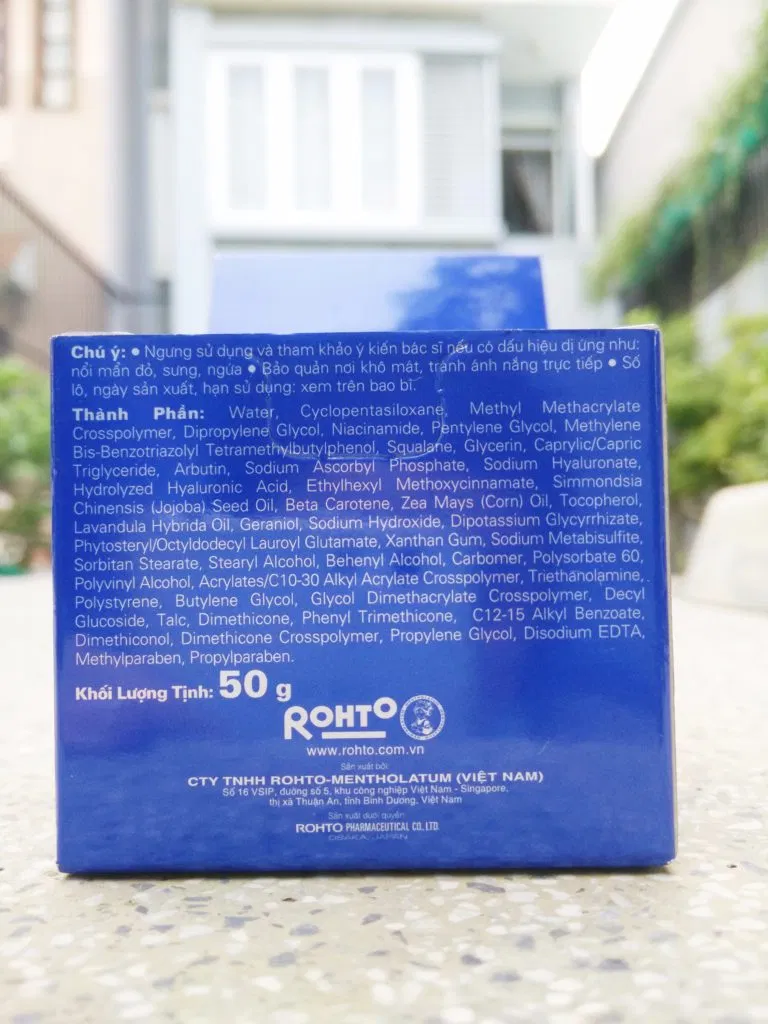 Chú ý: • Ngưng sử dụng và tham khảo ý kiến bác sĩ nếu có dấu hiệu dị ứng như:
nổi mẩn đỏ, sưng, ngứa • Bảo quản nơi khô mát, tránh ánh nắng trực tiếp • Số
lô, ngày sản xuất, hạn sử dụng: xem trên bao bì.
Thành Phần: Water, Cyclopentasiloxane, Methyl Methacrylate
Crosspolymer, Dipropylene Glycol, Niacinamide, Pentylene Glycol, Methylene
Bis-Benzotriazolyl Tetramethylbutylphenol, Squalane, Glycerin, Caprylic/Capric
Triglyceride, Arbutin, Sodium Ascorbyl Phosphate, Sodium Hyaluronate,
Hydrolyzed Hyaluronic Acid, Ethylhexyl Methoxycinnamate, Simmondsia
Chinensis (Jojoba) Seed Oil, Beta Carotene, Zea Mays (Corn) Oil, Tocopherol,
Lavandula Hybrida Oil, Geraniol, Sodium Hydroxide, Dipotassium Glycyrrhizate,
Phytosteryl/Octyldodecyl Lauroyl Glutamate, Xanthan Gum, Sodium Metabisulfite,
Sorbitan Stearate, Stearyl Alcohol, Behenyl Alcohol, Carbomer, Polysorbate 60,
Polyvinyl Alcohol, Acrylates/C10-30 Alkyl Acrylate Crosspolymer, Triethanolamine,
Polystyrene, Butylene Glycol, Glycol Dimethacrylate Crosspolymer, Decyl
Glucoside, Talc, Dimethicone, Phenyl Trimethicone, C12-15 Alkyl Benzoate,
Dimethiconol, Dimethicone Crosspolymer, Propylene Glycol, Disodium EDTA,
Methylparaben, Propylparaben.
Khối Lượng Tịnh: 50 g
ROHTO
www.rohto.com.vn
Sản xuất bởi:
CTY TNHH ROHTO-MENTHOLATUM (VIỆT NAM)
Số 16 VSIP, đường số 5, khu công nghiệp Việt Nam - Singapore,
thị xã Thuận An, tỉnh Bình Dương, Việt Nam
Sản xuất dưới quyền:
ROHTO PHARMACEUTICAL CO. LTD.
OSAKA, JAPAN